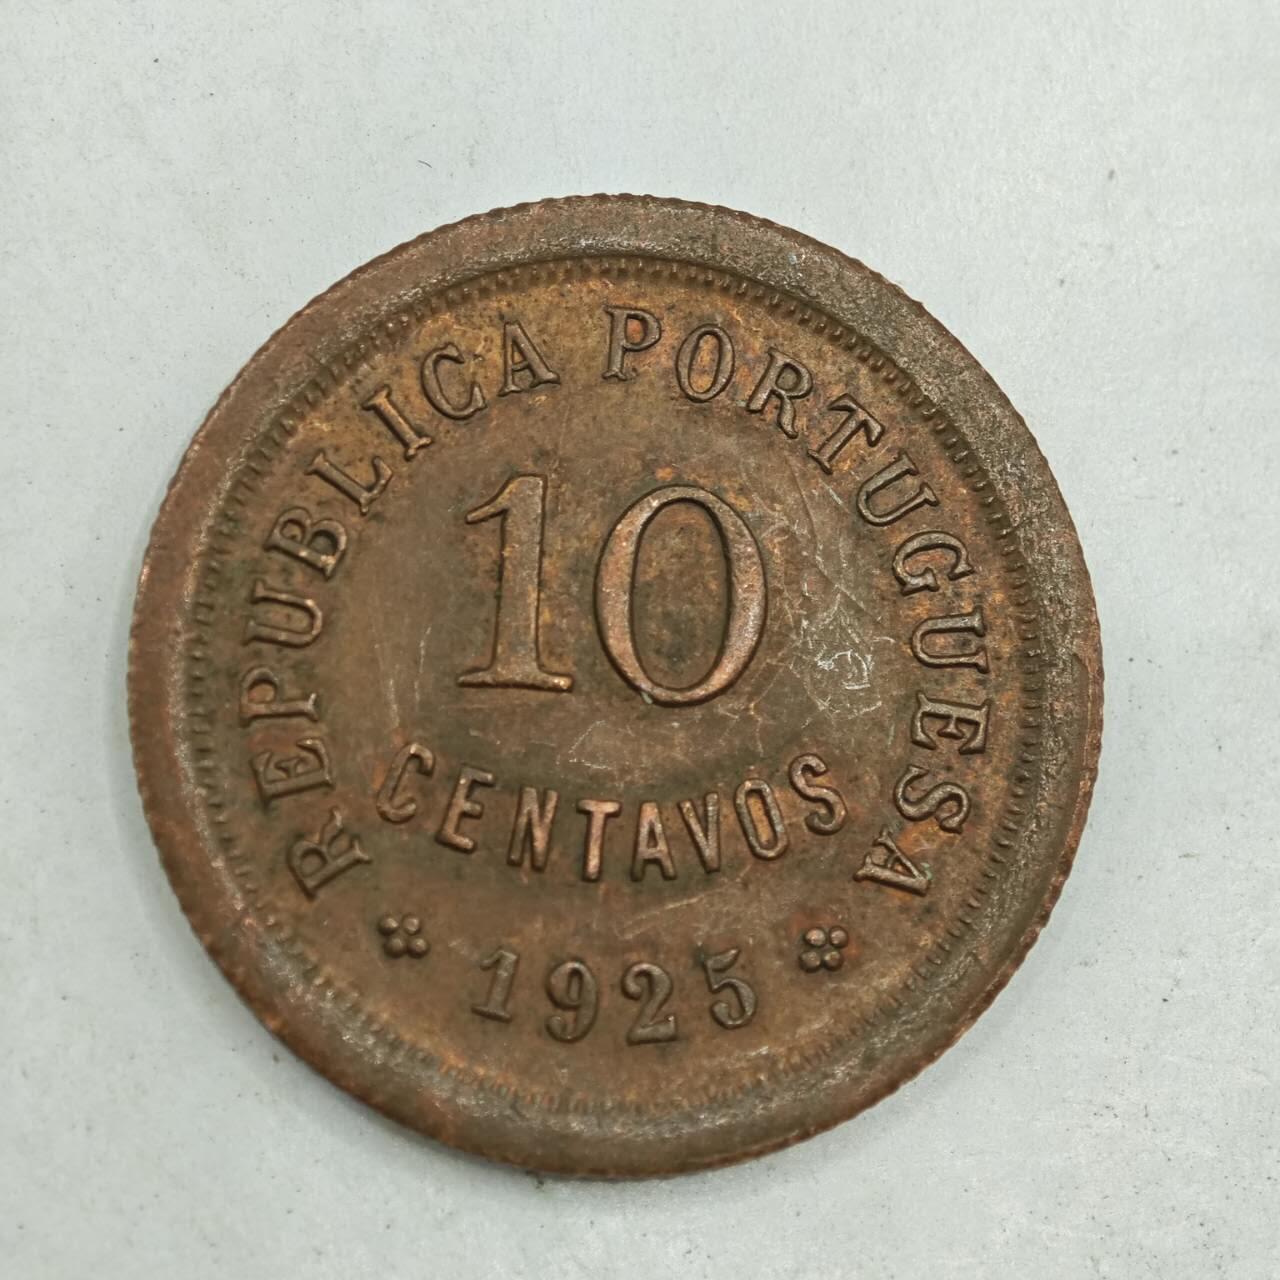 REPUBLICA PORTUGUESA
10
CENTAVOS
1925